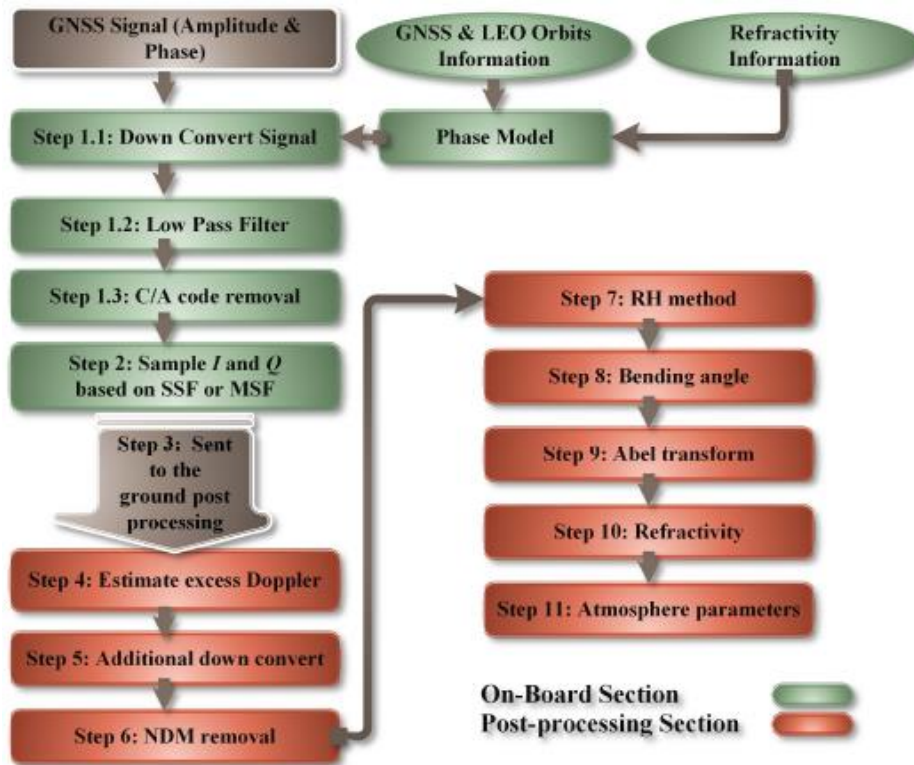 GNSS Signal (Amplitude &
Phase)
GNSS & LEO Orbits
Information
Refractivity
Information
Step 1.1: Down Convert Signal
Phase Model
Step 1.2: Low Pass Filter
Step 1.3: C/A code removal
Step 2: Sample I and Q
based on SSF or MSF
Step 3: Sent
to the
ground post
processing
Step 4: Estimate excess Doppler
Step 5: Additional down convert
Step 6: NDM removal
Step 7: RH method
Step 8: Bending angle
Step 9: Abel transform
Step 10: Refractivity
Step 11: Atmosphere parameters
On-Board Section
Post-processing Section